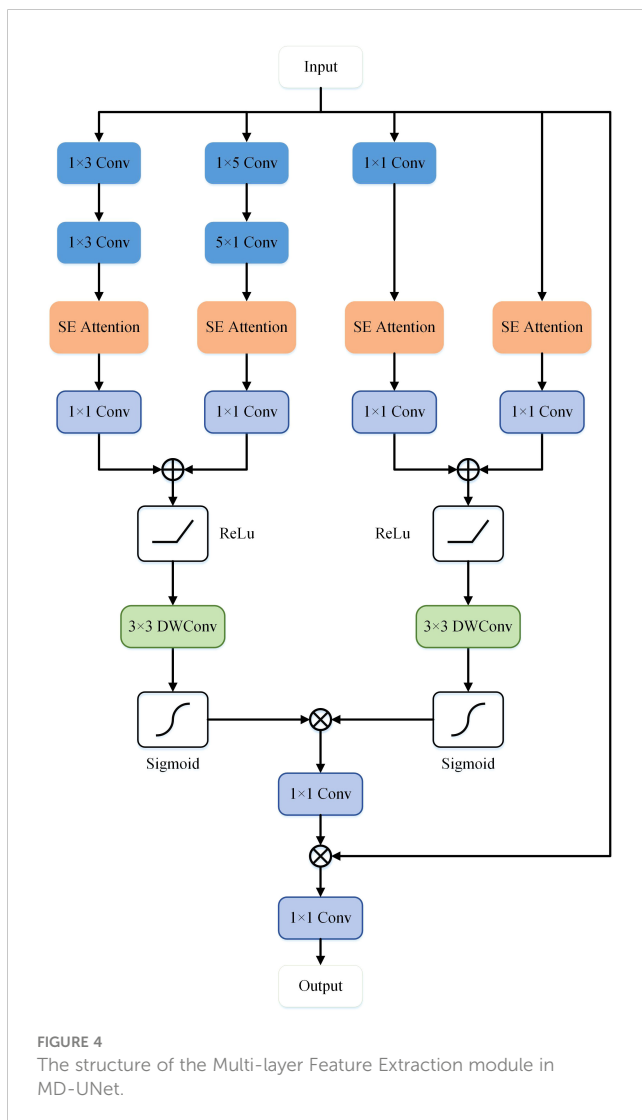 Input
1×3 Conv
1×5 Conv
1×1 Conv
1×3 Conv
5×1 Conv
SE Attention
SE Attention
SE Attention
SE Attention
1×1 Conv
1×1 Conv
1×1 Conv
1×1 Conv
ReLu
ReLu
3×3 DWConv
3×3 DWConv
Sigmoid
Sigmoid
1×1 Conv
1×1 Conv
Output
FIGURE 4
The structure of the Multi-layer Feature Extraction module in
MD-UNet.